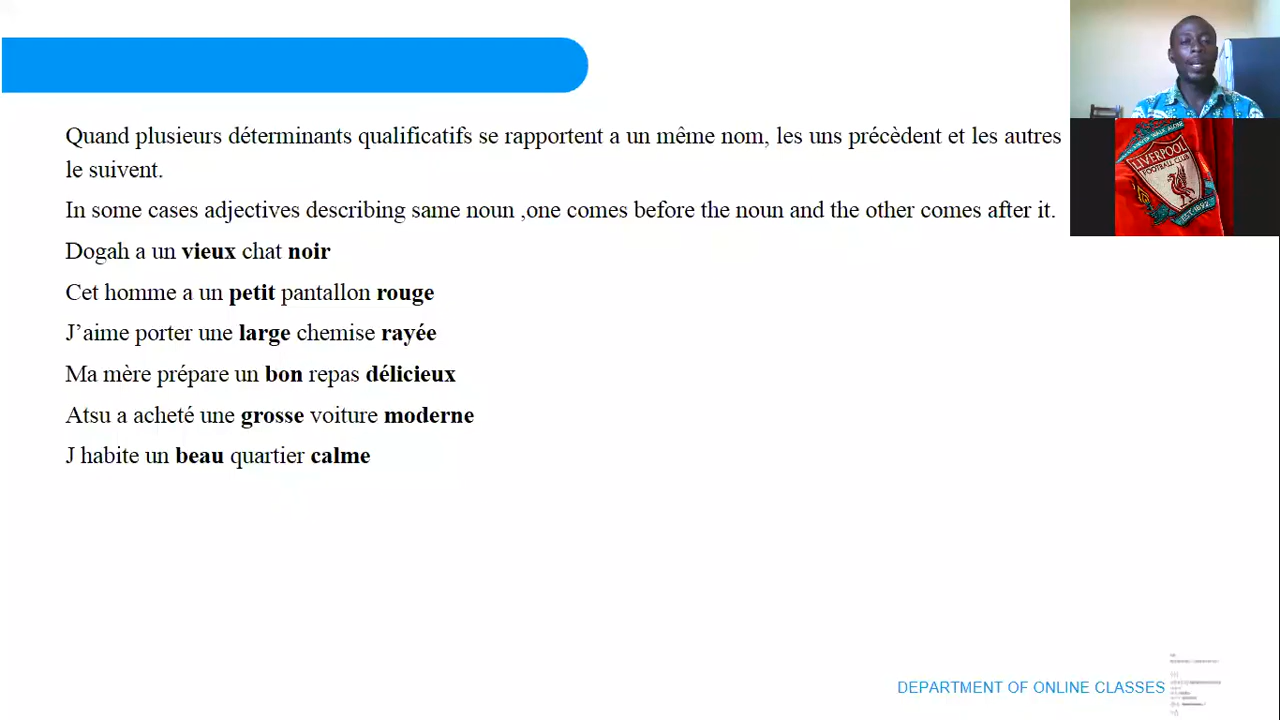 Quand plusieurs déterminants qualificatifs se rapportent a un même nom, les uns précèdent et les autres
le suivent.
In some cases adjectives describing same noun ,one comes before the noun and the other comes after it.
Dogah a un vieux chat noir
Cet homme a un petit pantallon rouge
J’aime porter une large chemise rayée
Ma mère prépare un bon repas délicieux
Atsu a acheté une grosse voiture moderne
J habite un beau quartier calme
LIVERPOOL
FOOTBALL CLUB
EST·1892
DEPARTMENT OF ONLINE CLASSES